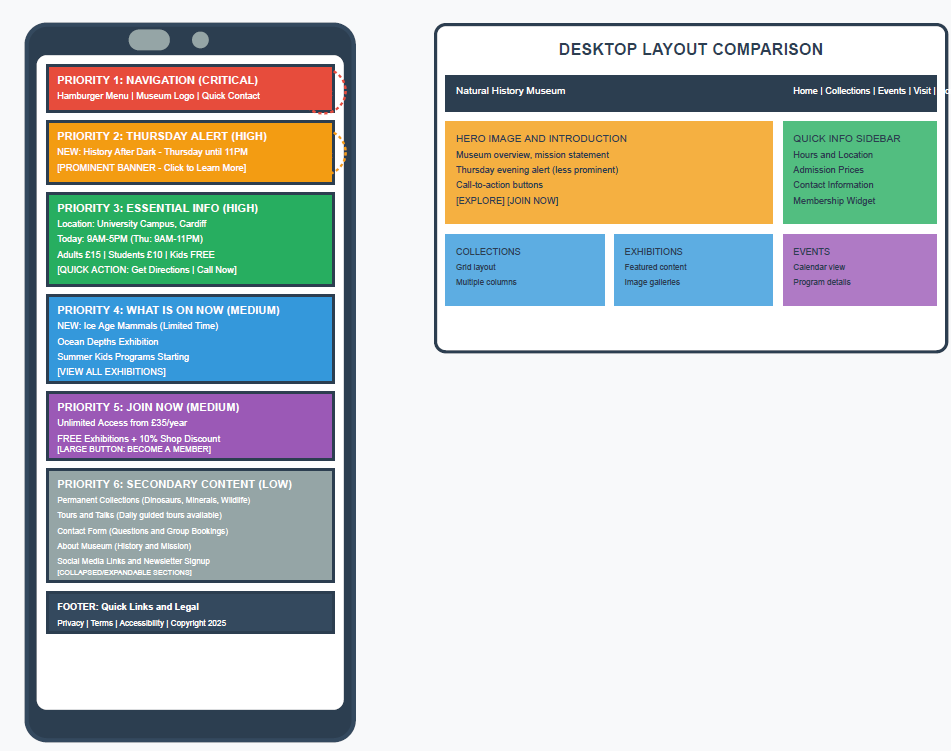 PRIORITY 1: NAVIGATION (CRITICAL)
Hamburger Menu | Museum Logo | Quick Contact
PRIORITY 2: THURSDAY ALERT (HIGH)
NEW: History After Dark - Thursday until 11PM
[PROMINENT BANNER - Click to Learn More]
PRIORITY 3: ESSENTIAL INFO (HIGH)
Location: University Campus, Cardiff
Today: 9AM-5PM (Thu: 9AM-11PM)
Adults £15 | Students £10 | Kids FREE
[QUICK ACTION: Get Directions | Call Now]
PRIORITY 4: WHAT IS ON NOW (MEDIUM)
NEW: Ice Age Mammals (Limited Time)
Ocean Depths Exhibition
Summer Kids Programs Starting
[VIEW ALL EXHIBITIONS]
PRIORITY 5: JOIN NOW (MEDIUM)
Unlimited Access from £35/year
FREE Exhibitions + 10% Shop Discount
[LARGE BUTTON: BECOME A MEMBER]
PRIORITY 6: SECONDARY CONTENT (LOW)
Permanent Collections (Dinosaurs, Minerals, Wildlife)
Tours and Talks (Daily guided tours available)
Contact Form (Questions and Group Bookings)
About Museum (History and Mission)
Social Media Links and Newsletter Signup
[COLLAPSED/EXPANDABLE SECTIONS]
FOOTER: Quick Links and Legal
Privacy | Terms | Accessibility | Copyright 2025
DESKTOP LAYOUT COMPARISON
Natural History Museum
Home | Collections | Events | Visit |
HERO IMAGE AND INTRODUCTION
Museum overview, mission statement
Thursday evening alert (less prominent)
Call-to-action buttons
[EXPLORE] [JOIN NOW]
QUICK INFO SIDEBAR
Hours and Location
Admission Prices
Contact Information
Membership Widget
COLLECTIONS
Grid layout
Multiple columns
EXHIBITIONS
Featured content
Image galleries
EVENTS
Calendar view
Program details